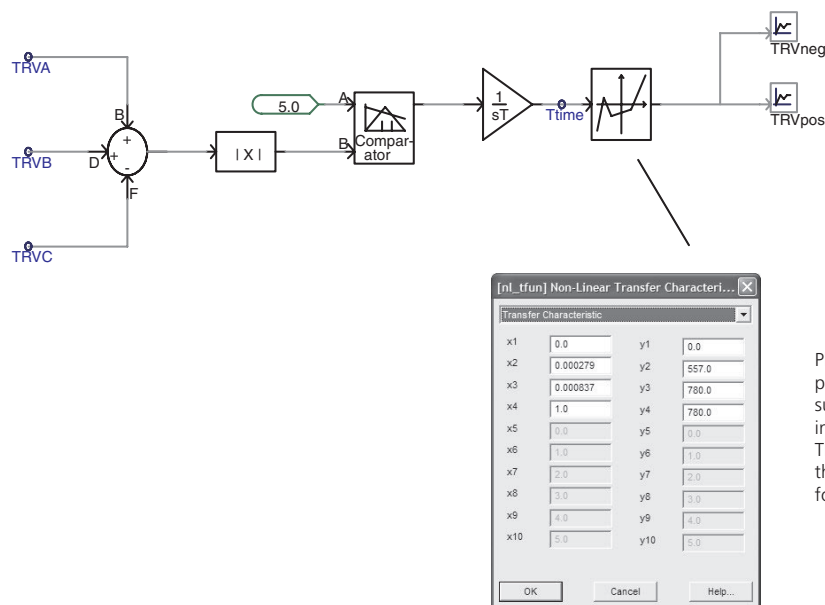 TRVA
TRVB
TRVC
B
+
D
+
-
F
| X |
5.0
A
B
Compar-
ator
1
sT
Ttime
TRVneg
TRVpos
[nl_tfun] Non-Linear Transfer Characteri...
Transfer Characteristic
x1 0.0 y1 0.0
x2 0.000279 y2 557.0
x3 0.000837 y3 780.0
x4 1.0 y4 780.0
x5 0.0 y5 0.0
x6 1.0 y6 1.0
x7 2.0 y7 2.0
x8 3.0 y8 3.0
x9 4.0 y9 4.0
x10 5.0 y10 5.0
OK Cancel Help...
P
p
su
in
T
th
fo